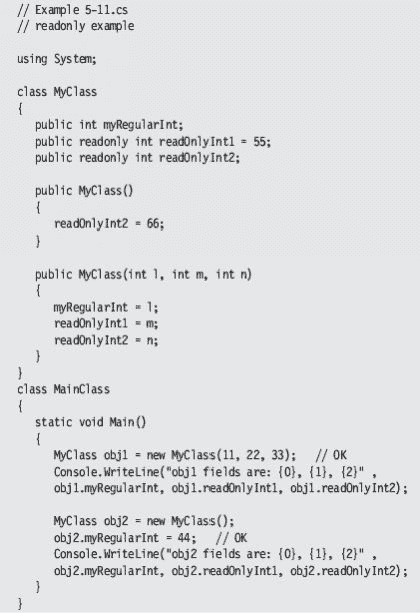 // Example 5-11.cs
// readonly example
using System;
class MyClass
{
public int myRegularInt;
public readonly int readOnlyInt1 = 55;
public readonly int readOnlyInt2;
public MyClass()
{
readOnlyInt2 = 66;
}
public MyClass(int l, int m, int n)
{
myRegularInt = l;
readOnlyInt1 = m;
readOnlyInt2 = n;
}
}
class MainClass
{
static void Main()
{
MyClass obj1 = new MyClass(11, 22, 33); // OK
Console.WriteLine("obj1 fields are: {0}, {1}, {2}" ,
obj1.myRegularInt, obj1.readOnlyInt1, obj1.readOnlyInt2);
MyClass obj2 = new MyClass();
obj2.myRegularInt = 44; // OK
Console.WriteLine("obj2 fields are: {0}, {1}, {2}" ,
obj2.myRegularInt, obj2.readOnlyInt1, obj2.readOnlyInt2);
}
}